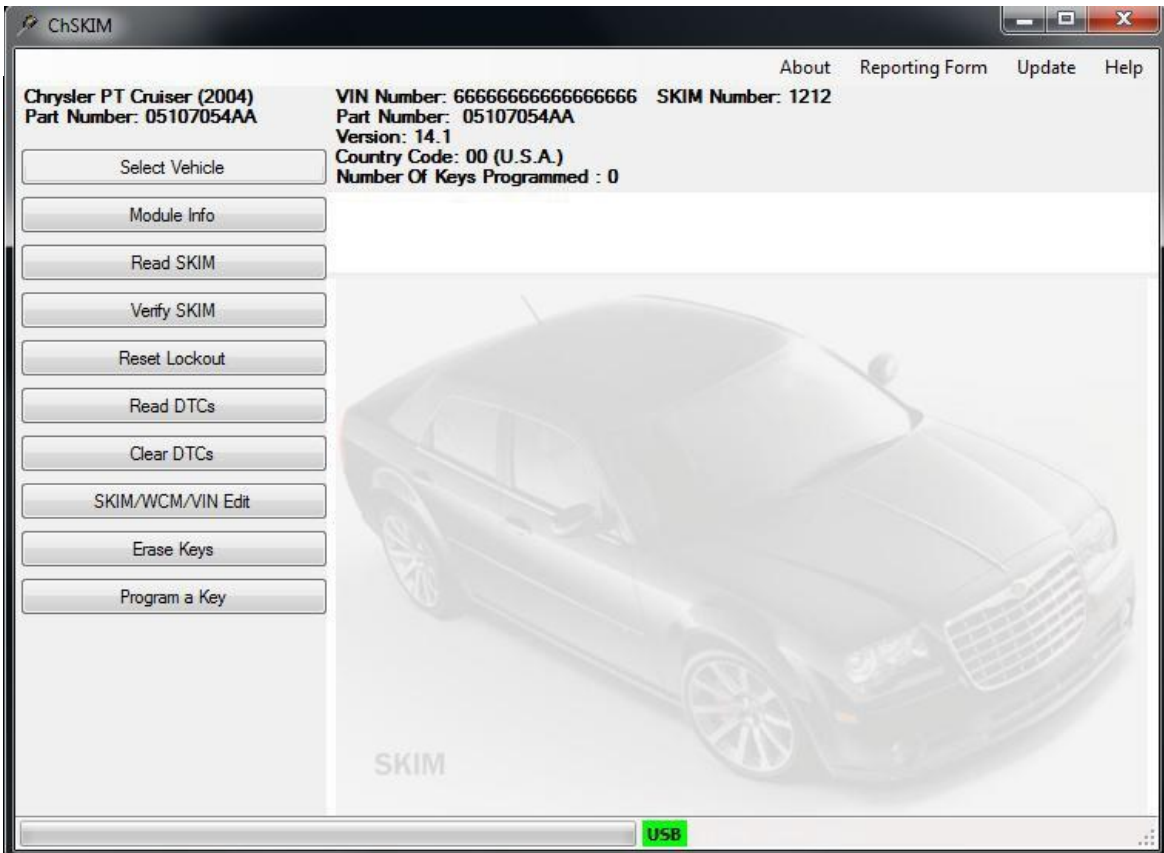 ChSKIM
About Reporting Form Update Help
Chrysler PT Cruiser (2004)
Part Number: 05107054AA
VIN Number: 66666666666666666 SKIM Number: 1212
Part Number: 05107054AA
Version: 14.1
Country Code: 00 (U.S.A.)
Number Of Keys Programmed : 0
Select Vehicle
Module Info
Read SKIM
Verify SKIM
Reset Lockout
Read DTCs
Clear DTCs
SKIM/WCM/VIN Edit
Erase Keys
Program a Key
SKIM
USB